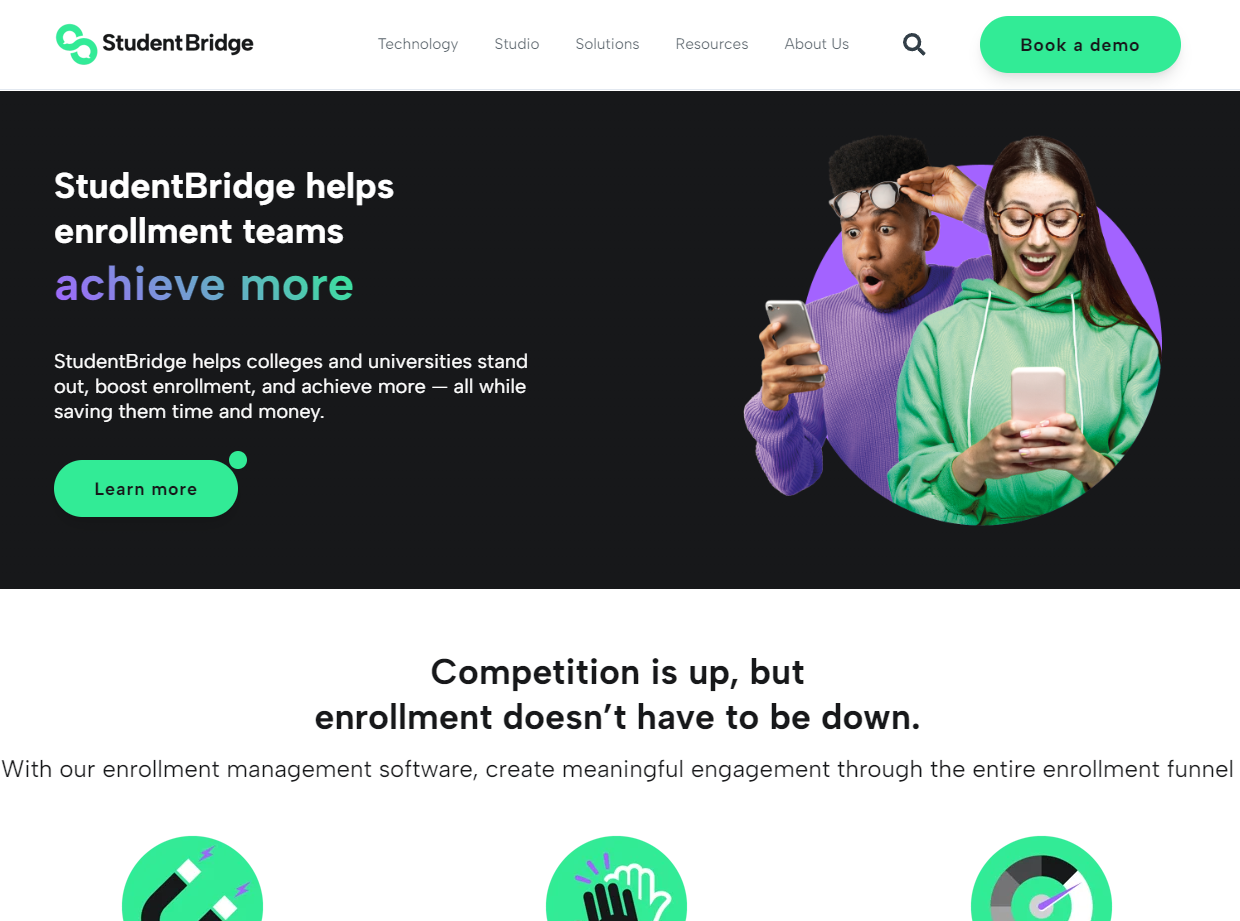 StudentBridge
Technology
Studio
Solutions
Resources
About Us
Book a demo
StudentBridge helps
enrollment teams
achieve more
StudentBridge helps colleges and universities stand
out, boost enrollment, and achieve more — all while
saving them time and money.
Learn more
Competition is up, but
enrollment doesn’t have to be down.
With our enrollment management software, create meaningful engagement through the entire enrollment funnel